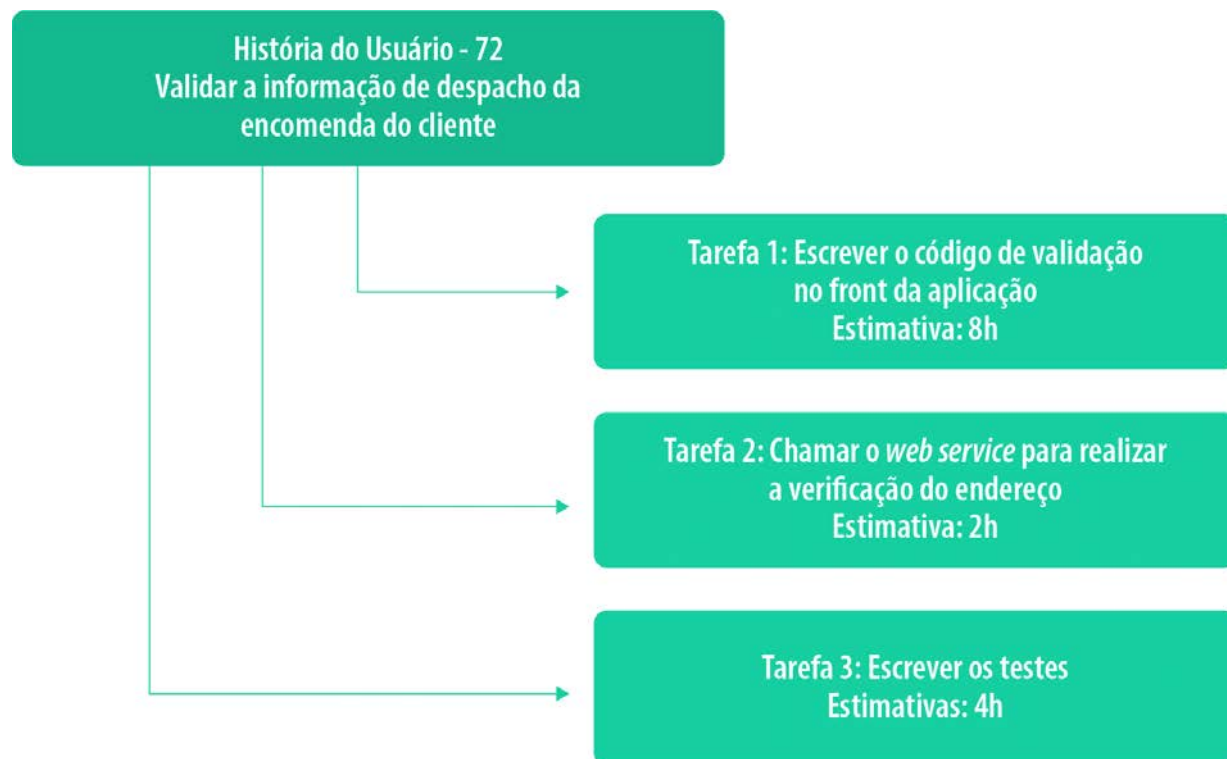 História do Usuário - 72
Validar a informação de despacho da
encomenda do cliente
Tarefa 1: Escrever o código de validação
no front da aplicação
Estimativa: 8h
Tarefa 2: Chamar o web service para realizar
a verificação do endereço
Estimativa: 2h
Tarefa 3: Escrever os testes
Estimativas: 4h